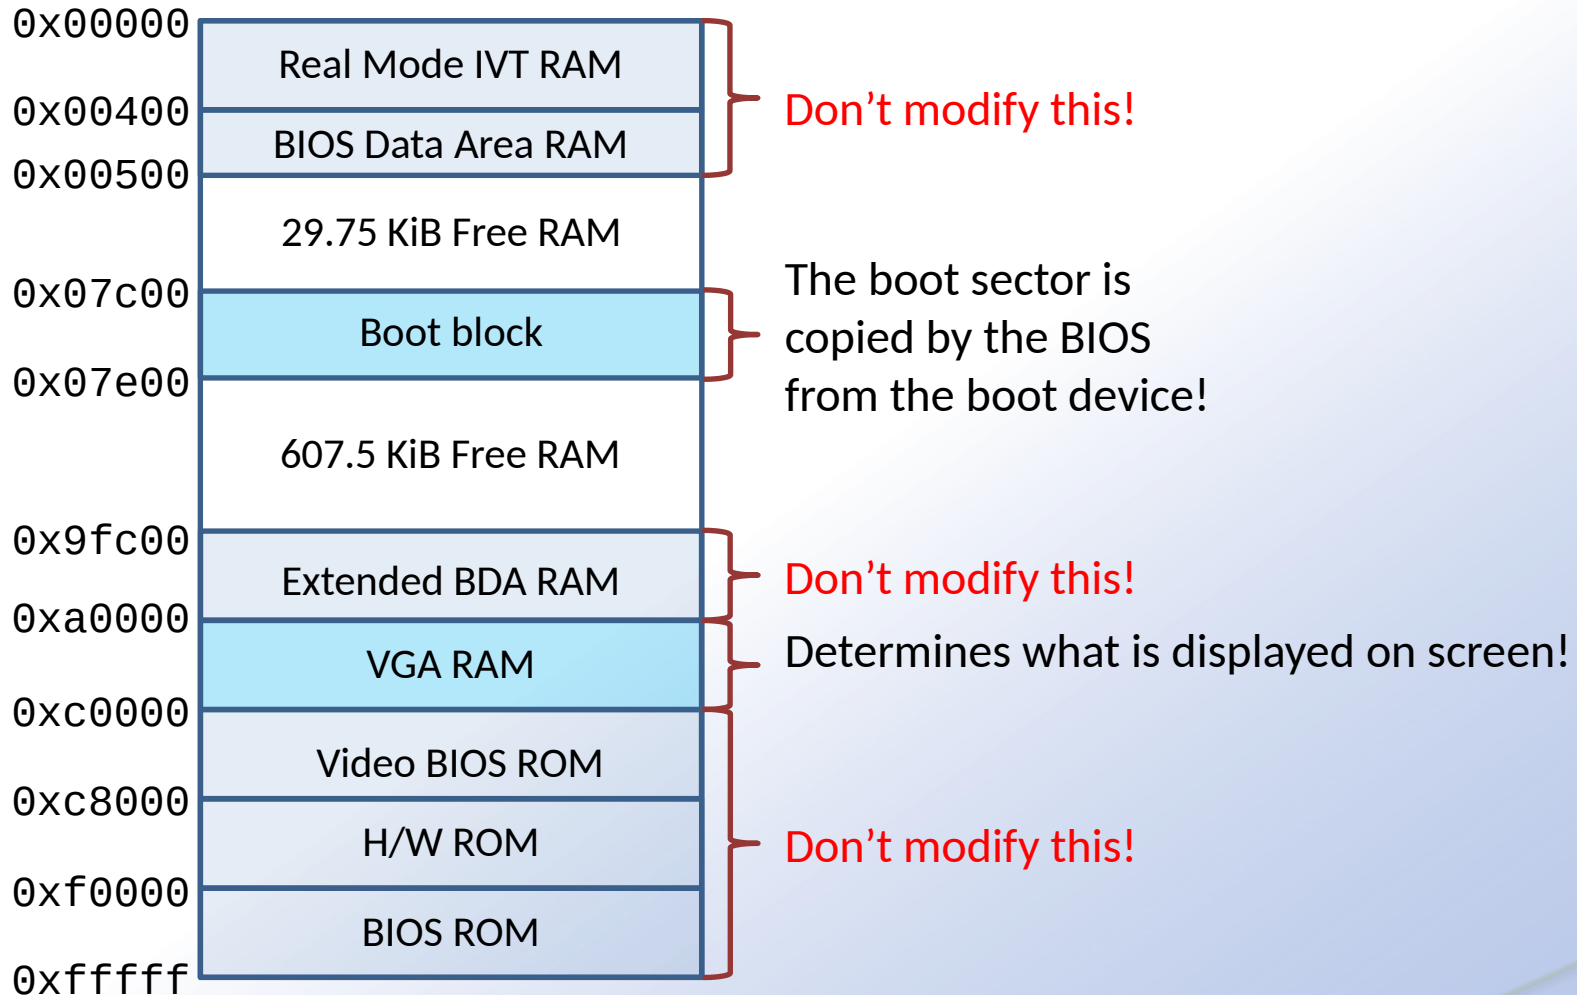 0x00000
Real Mode IVT RAM
Don’t modify this!
0x00400
BIOS Data Area RAM
0x00500
29.75 KiB Free RAM
0x07c00
Boot block
The boot sector is
copied by the BIOS
from the boot device!
0x07e00
607.5 KiB Free RAM
0x9fc00
Extended BDA RAM
Don’t modify this!
0xa0000
VGA RAM
Determines what is displayed on screen!
0xc0000
Video BIOS ROM
0xc8000
H/W ROM
Don’t modify this!
0xf0000
BIOS ROM
0xfffff